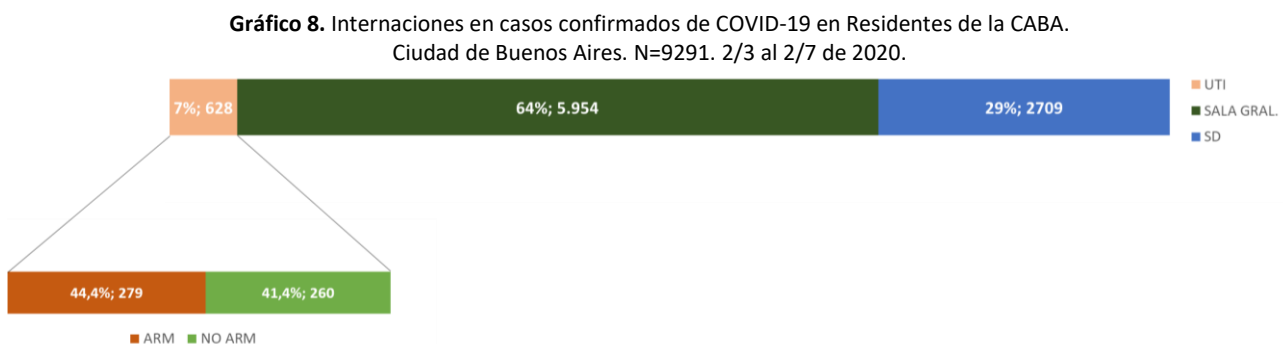 Gráfico 8. Internaciones en casos confirmados de COVID-19 en Residentes de la CABA.
Ciudad de Buenos Aires. N=9291. 2/3 al 2/7 de 2020.
7%; 628
64%; 5.954
29%; 2709
UTI
SALA GRAL.
SD
44,4%; 279
41,4%; 260
ARM
NO ARM